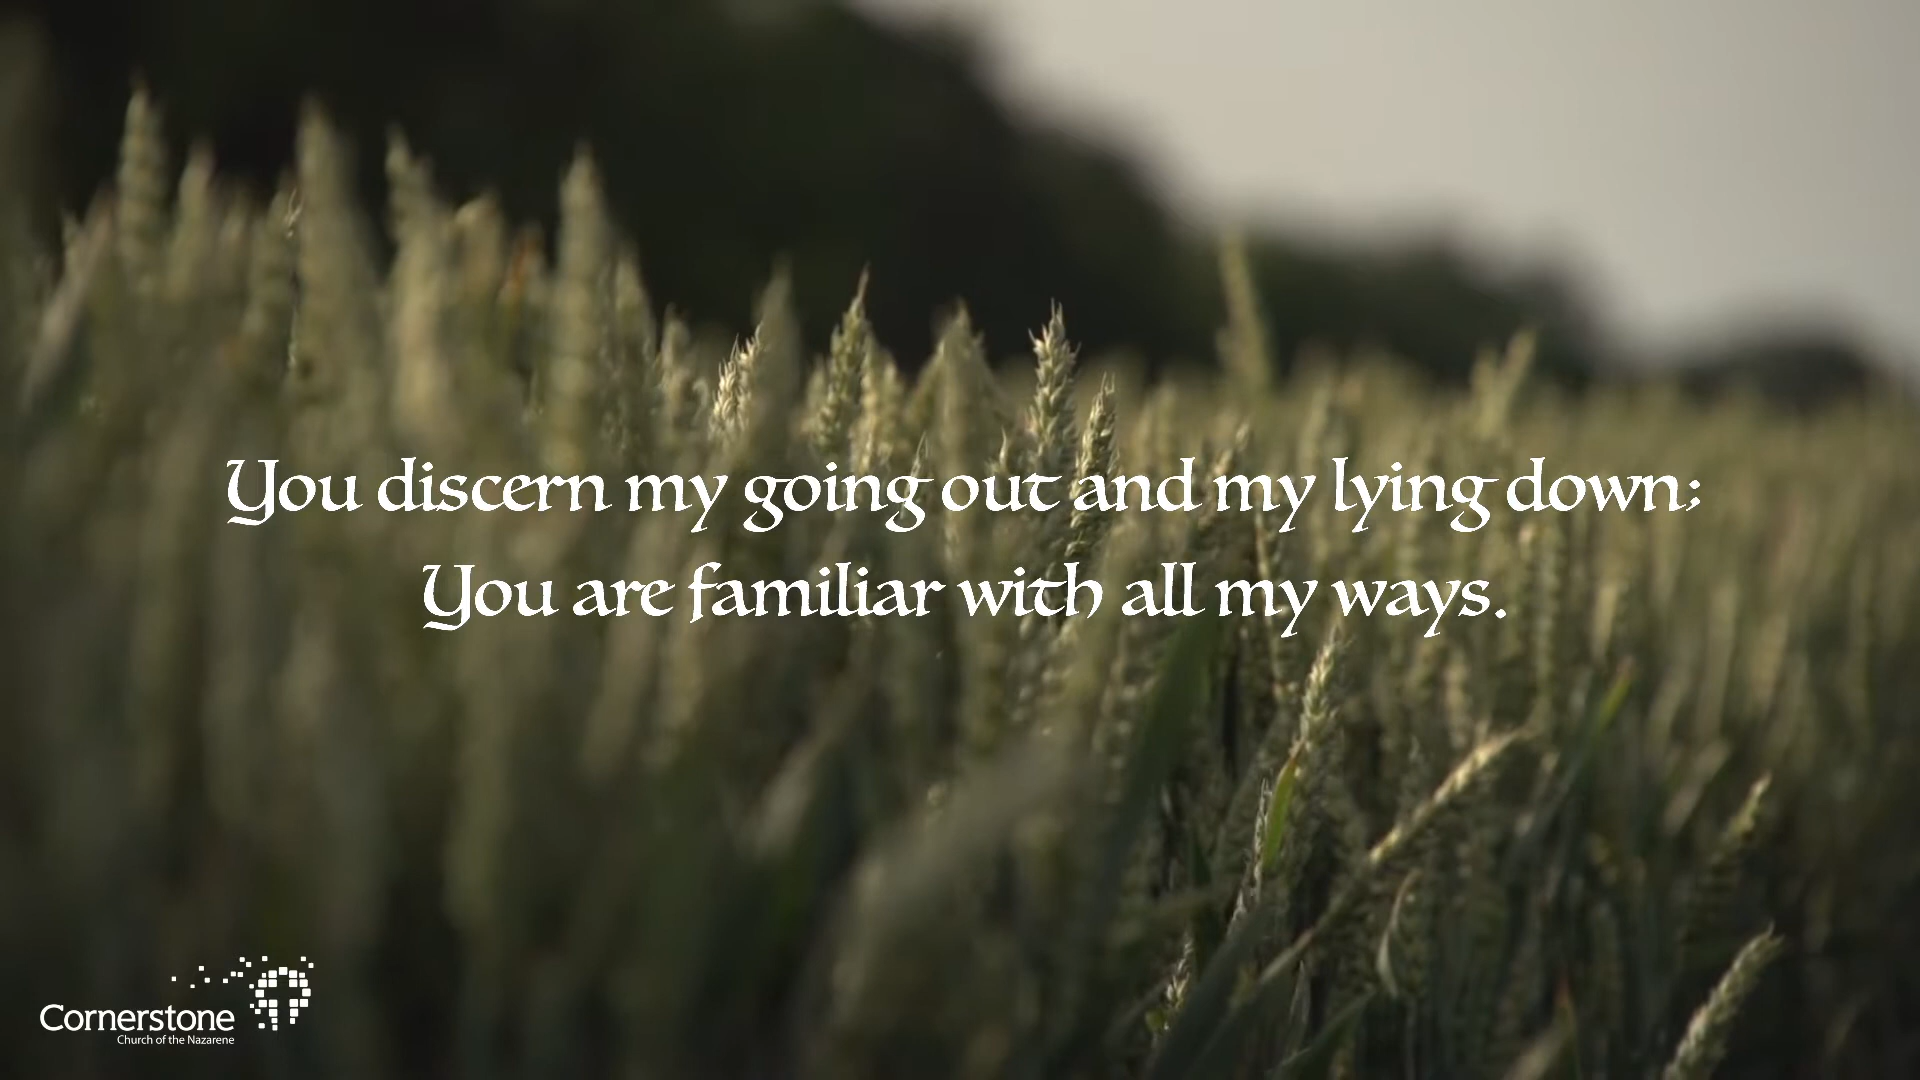 You discern my going out and my lying down;
You are familiar with all my ways.
Cornerstone
Church of the Nazarene